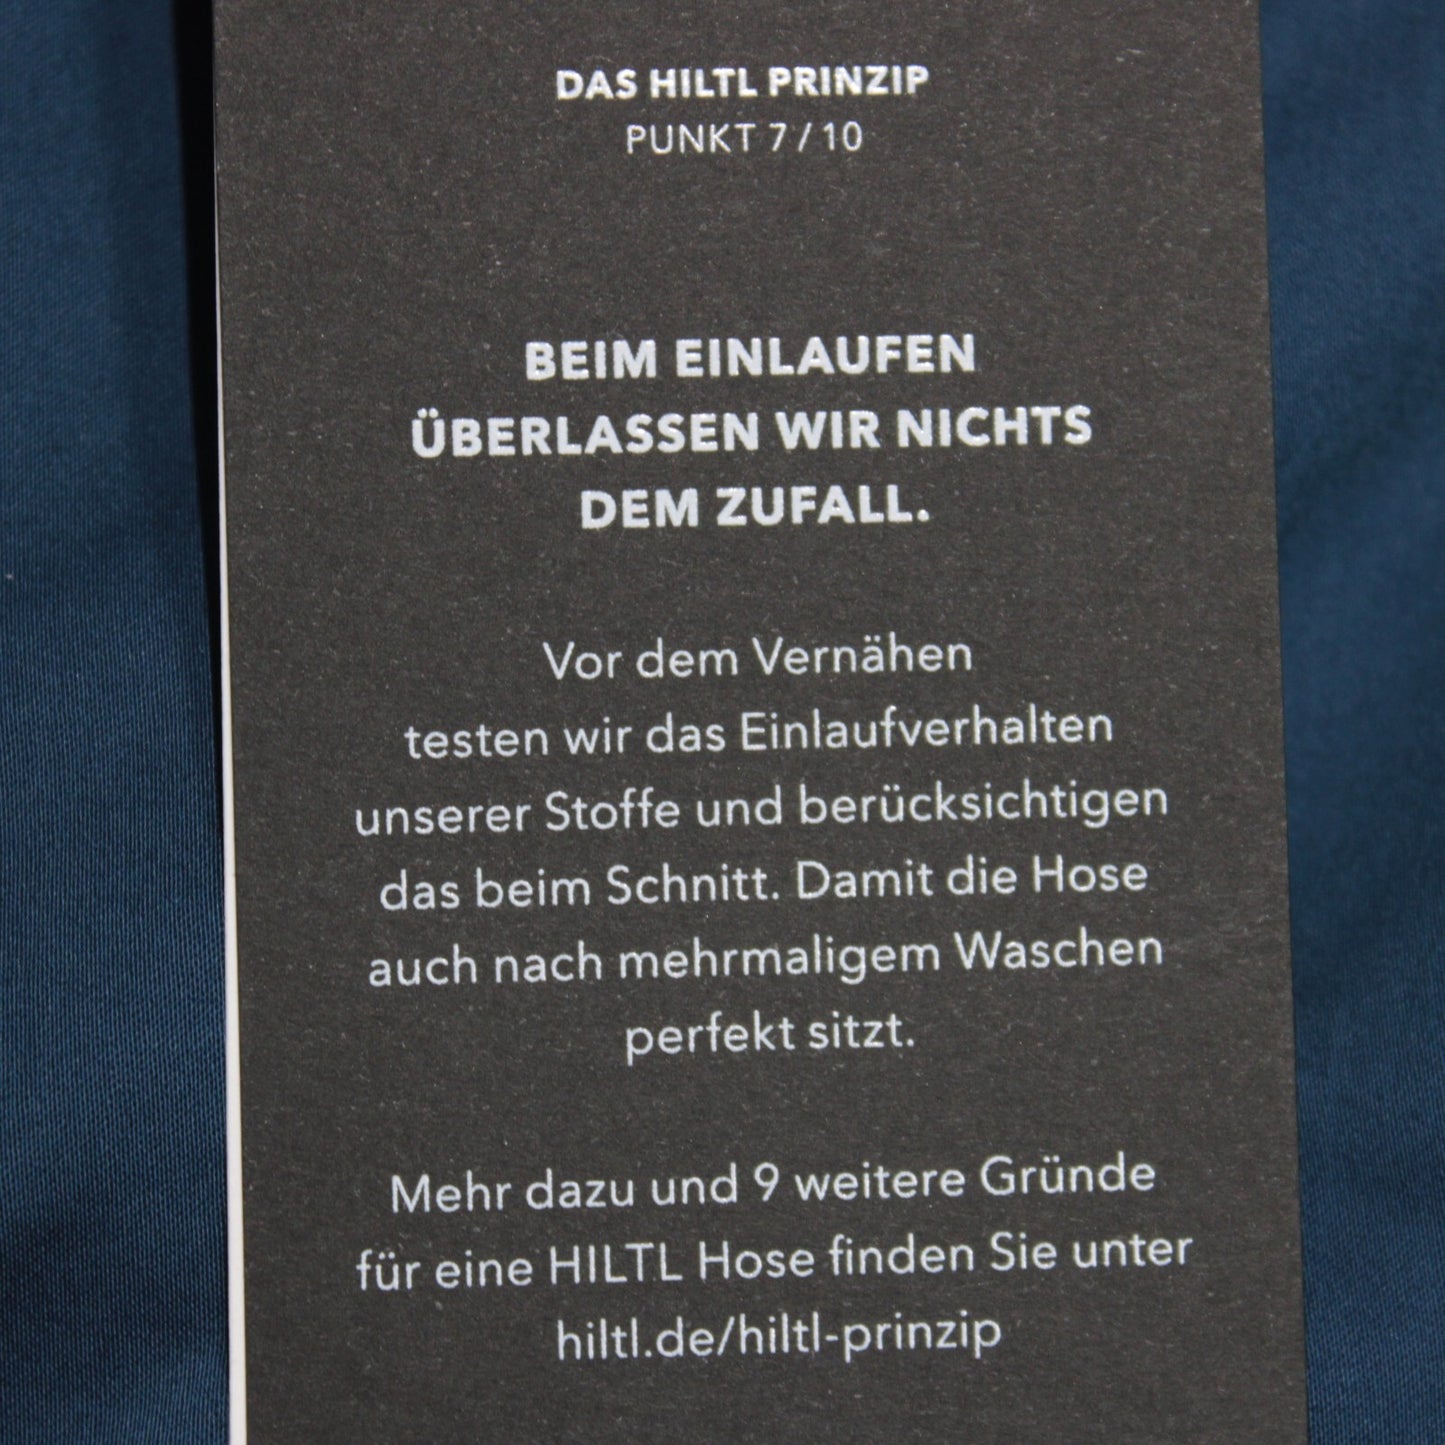 DAS HILTL PRINZIP
PUNKT 7 / 10
BEIM EINLAUFEN
ÜBERLASSEN WIR NICHTS
DEM ZUFALL.
Vor dem Vernähen
testen wir das Einlaufverhalten
unserer Stoffe und berücksichtigen
das beim Schnitt. Damit die Hose
auch nach mehrmaligem Waschen
perfekt sitzt.
Mehr dazu und 9 weitere Gründe
für eine HILTL Hose finden Sie unter
hiltl.de/hiltl-prinzip